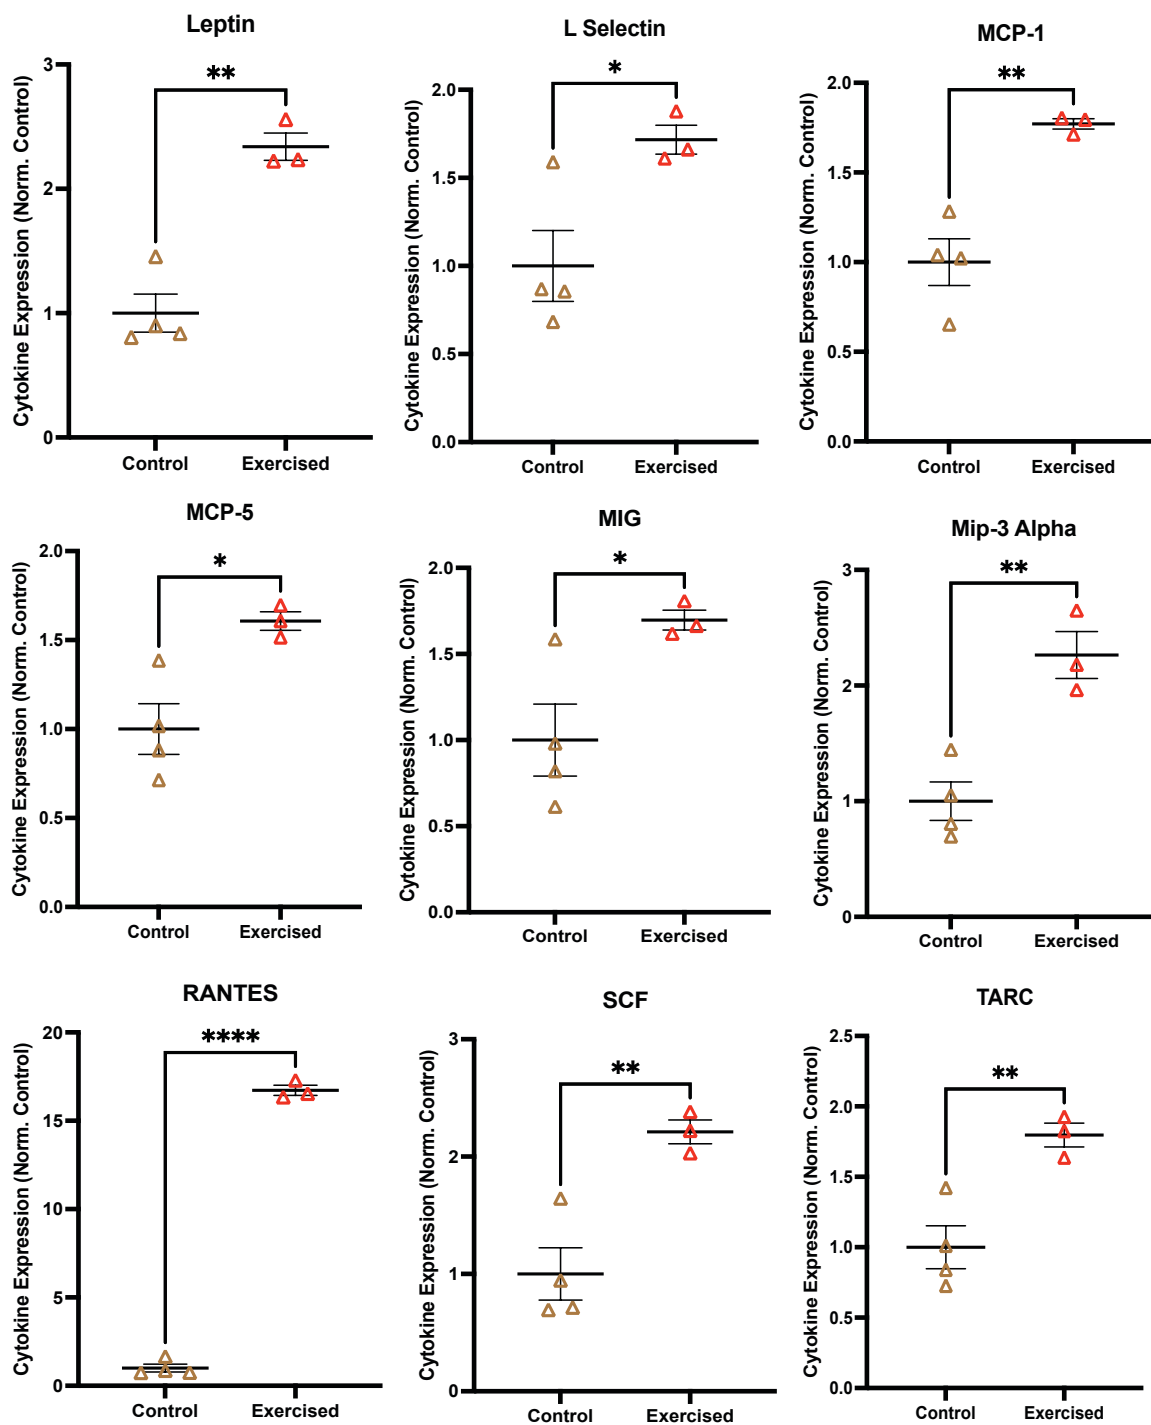 Leptin
Cytokine Expression (Norm. Control)
3
2
1
0
**
Control
Exercised
L Selectin
Cytokine Expression (Norm. Control)
2.0
1.5
1.0
0.5
0.0
*
Control
Exercised
MCP-1
Cytokine Expression (Norm. Control)
2.0
1.5
1.0
0.5
0.0
**
Control
Exercised
MCP-5
Cytokine Expression (Norm. Control)
2.0
1.5
1.0
0.5
0.0
*
Control
Exercised
MIG
Cytokine Expression (Norm. Control)
2.0
1.5
1.0
0.5
0.0
*
Control
Exercised
Mip-3 Alpha
Cytokine Expression (Norm. Control)
3
2
1
0
**
Control
Exercised
RANTES
Cytokine Expression (Norm. Control)
20
15
10
5
0
****
Control
Exercised
SCF
Cytokine Expression (Norm. Control)
3
2
1
0
**
Control
Exercised
TARC
Cytokine Expression (Norm. Control)
2.5
2.0
1.5
1.0
0.5
0.0
**
Control
Exercised